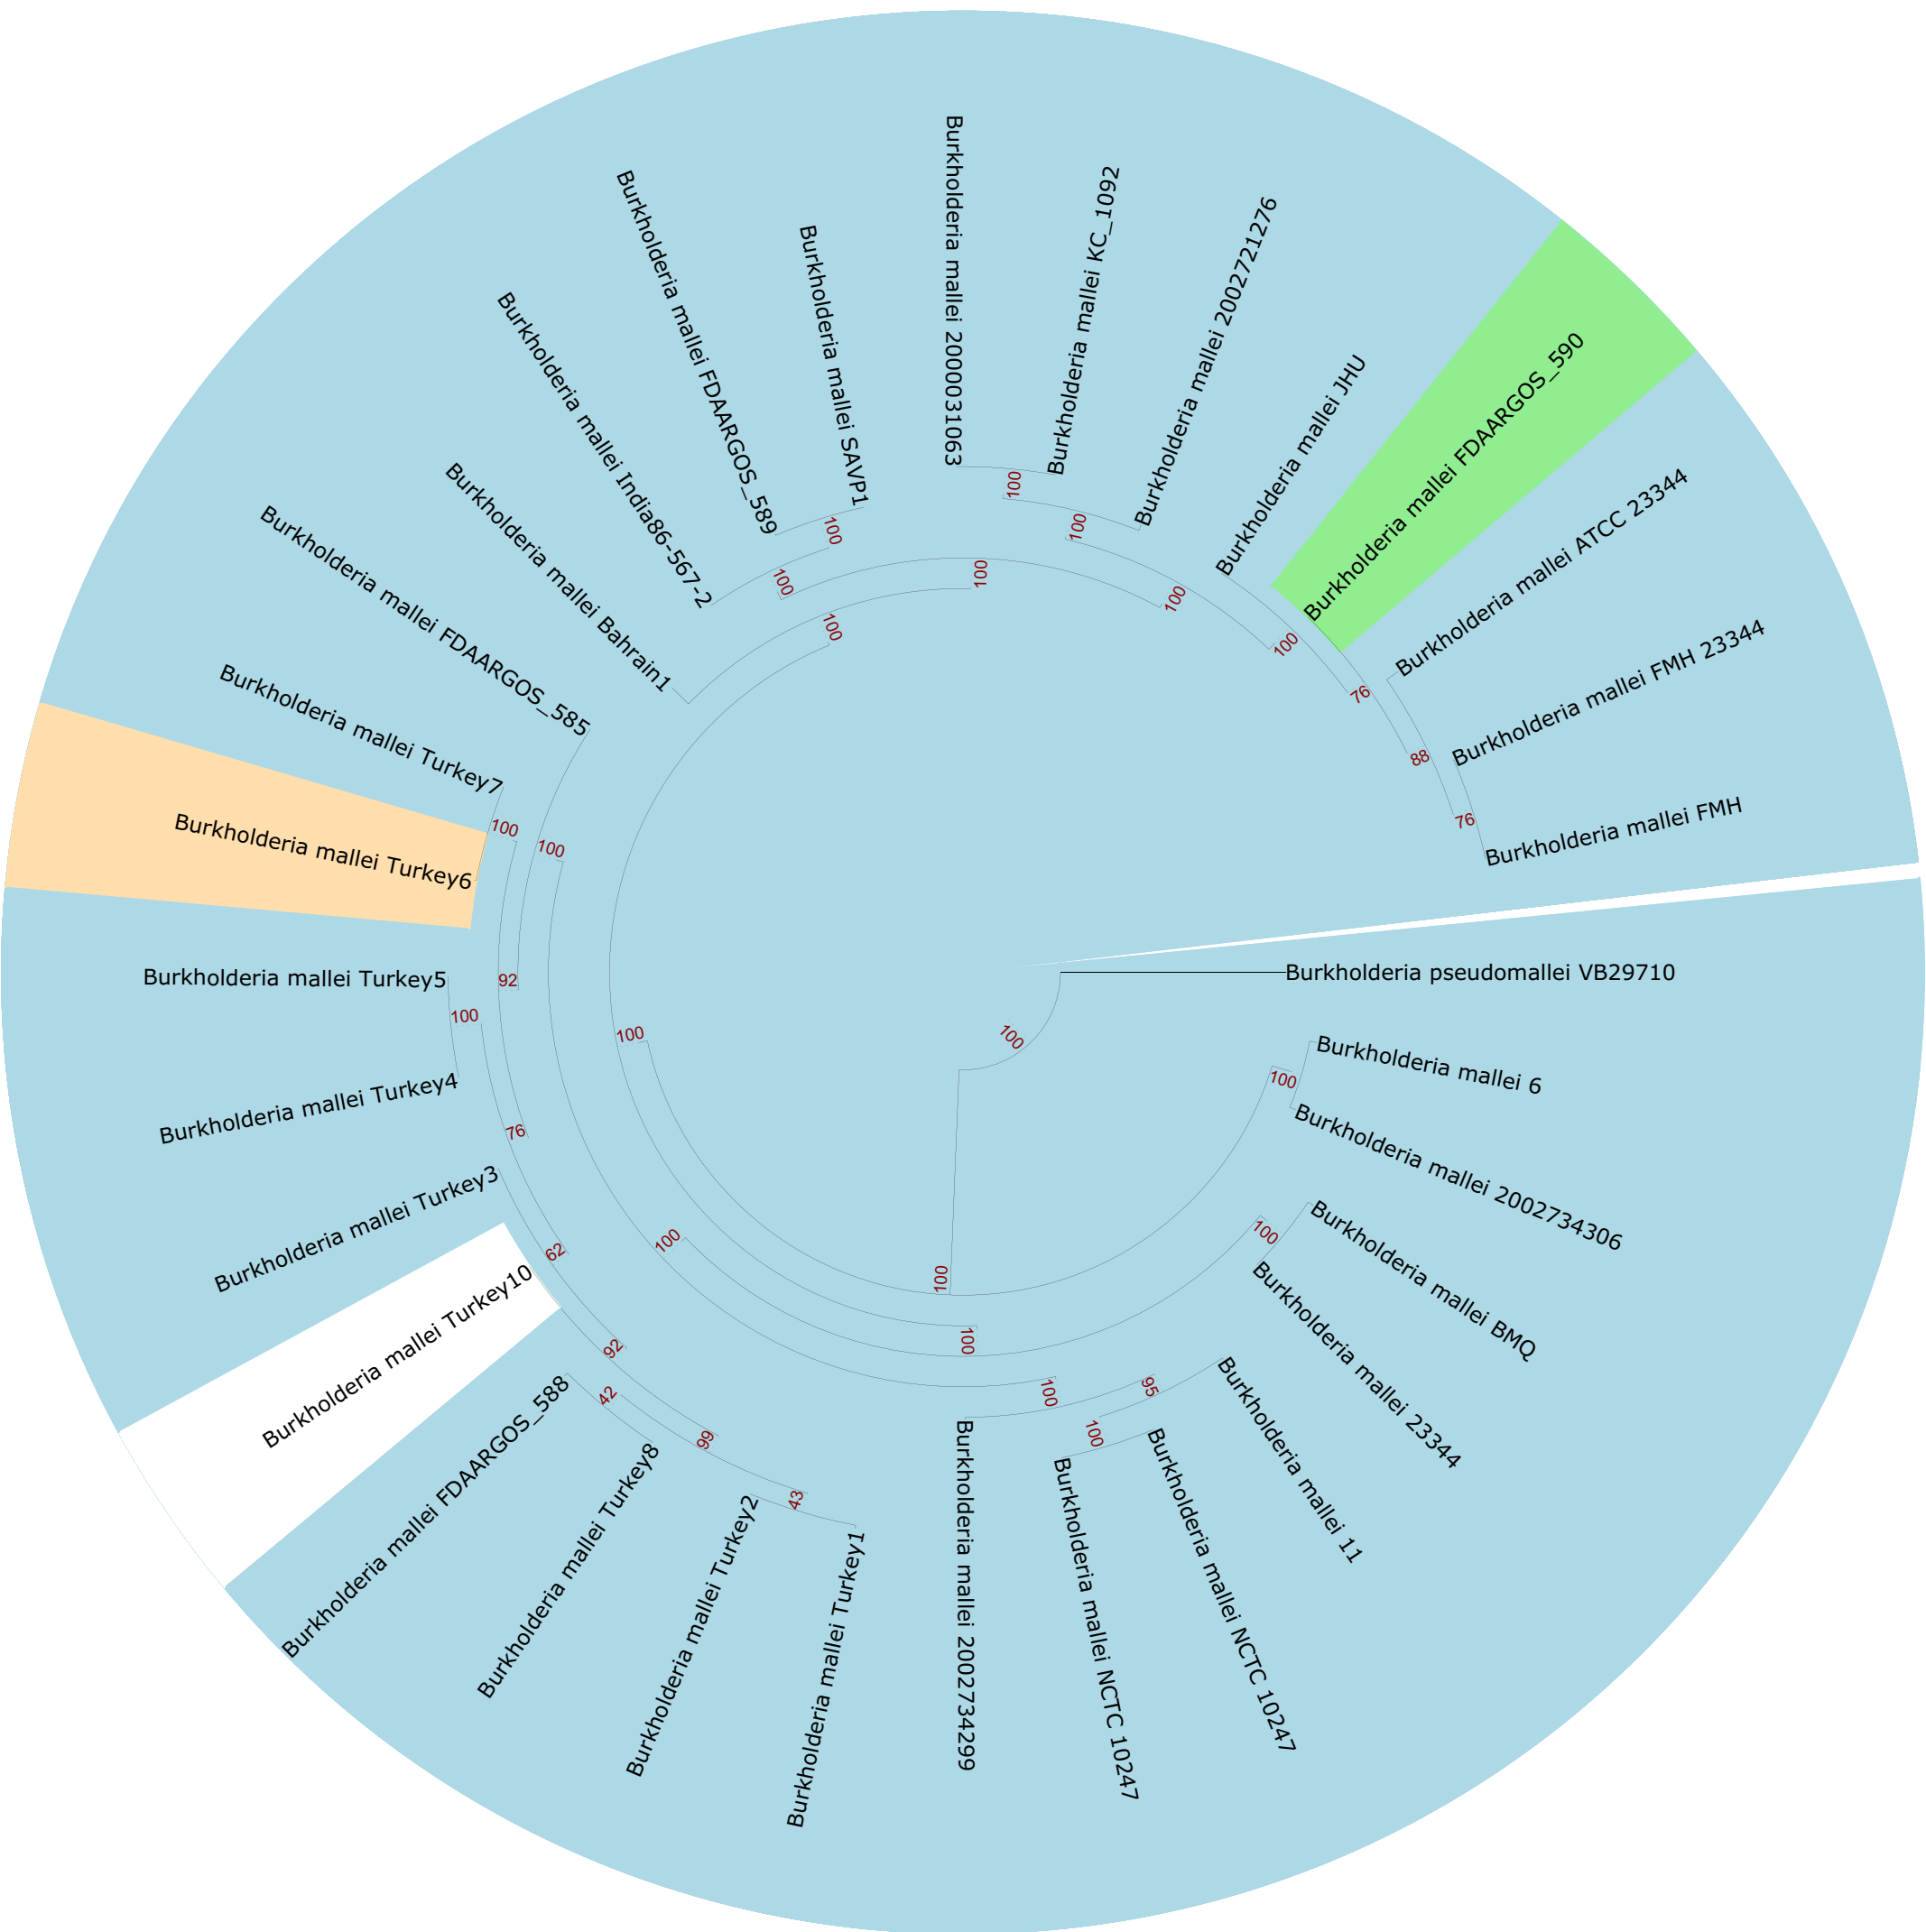 Burkholderia mallei 2000031063
Burkholderia mallei KC_1092
Burkholderia mallei 2002721276
Burkholderia mallei JHU
Burkholderia mallei FDAARGOS_590
Burkholderia mallei ATCC 23344
Burkholderia mallei FMH 23344
Burkholderia mallei FMH
Burkholderia pseudomallei VB29710
Burkholderia mallei 6
Burkholderia mallei 2002734306
Burkholderia mallei BMQ
Burkholderia mallei 23344
Burkholderia mallei 11
Burkholderia mallei NCTC 10247
Burkholderia mallei NCTC 10247
Burkholderia mallei 2002734299
Burkholderia mallei Turkey1
Burkholderia mallei Turkey2
Burkholderia mallei Turkey8
Burkholderia mallei FDAARGOS_588
Burkholderia mallei Turkey10
Burkholderia mallei Turkey3
Burkholderia mallei Turkey4
Burkholderia mallei Turkey5
Burkholderia mallei Turkey6
Burkholderia mallei Turkey7
Burkholderia mallei FDAARGOS_585
Burkholderia mallei Bahrain1
Burkholderia mallei India86-567-2
Burkholderia mallei FDAARGOS_589
Burkholderia mallei SAVP1
100
100
100
100
76
88
76
100
100
100
100
100
100
100
92
100
76
62
92
42
99
43
100
100
100
100
100
95
100
100
100